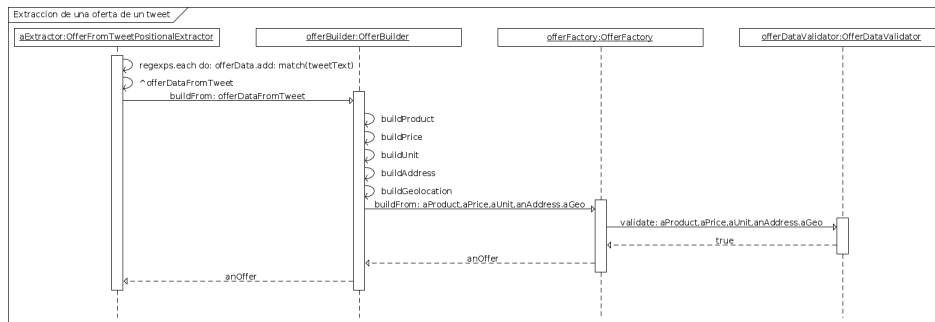 Extraccion de una oferta de un tweet
aExtractor:OfferFromTweetPositionalExtractor
offerBuilder:OfferBuilder
offerFactory:OfferFactory
offerDataValidator:OfferDataValidator
regexps.each do: offerData.add: match(tweetText)
^offerDataFromTweet
buildFrom: offerDataFromTweet
buildProduct
buildPrice
buildUnit
buildAddress
buildGeolocation
buildFrom: aProduct,aPrice,aUnit,anAddress.aGeo
validate: aProduct,aPrice,aUnit,anAddress.aGeo
true
anOffer
anOffer